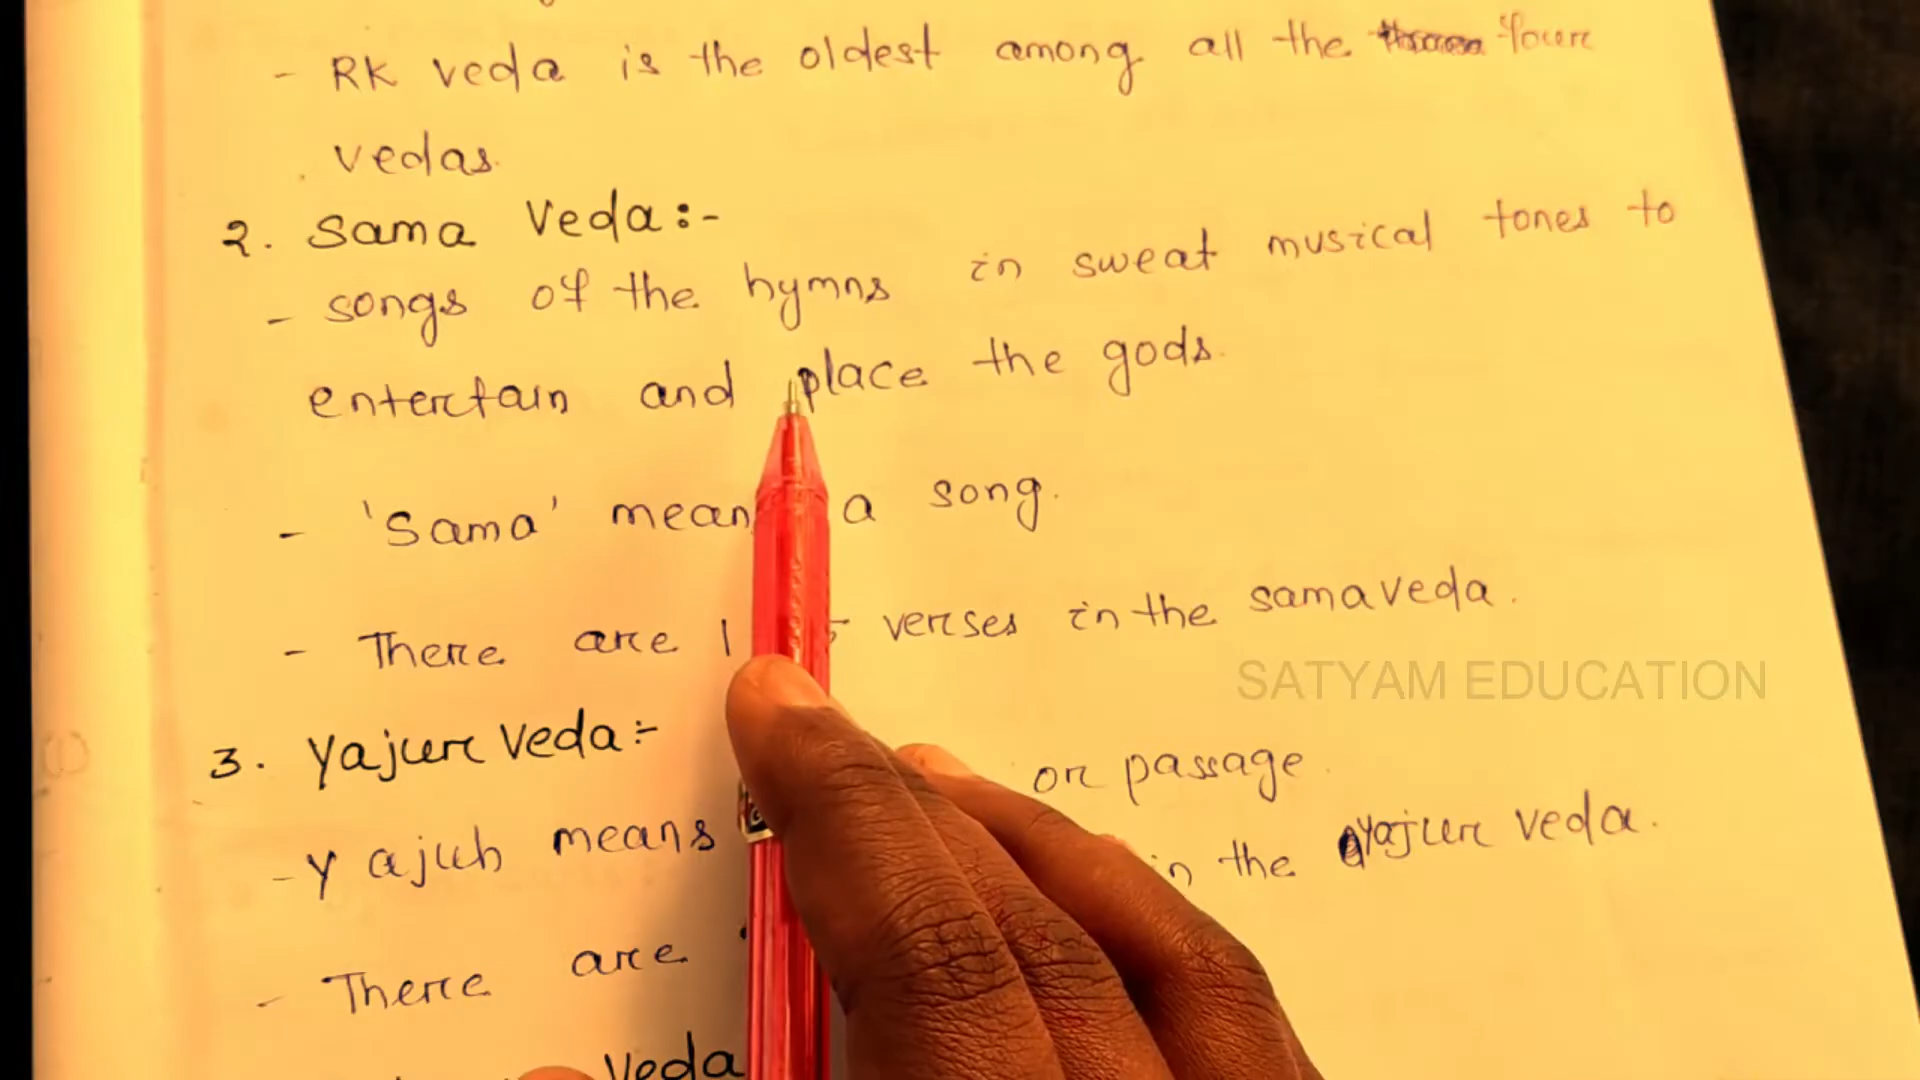 - RK veda is the oldest among all the four
vedas.
2. Sama Veda:-
- songs of the hymns in sweat musical tones to
entertain and place the gods.
- 'Sama' mean a song.
- There are verses in the samaveda.
SATYAM EDUCATION
3. Yajur Veda:-
- Yajuh means or passage
in the Yajur veda.
- There are
Veda